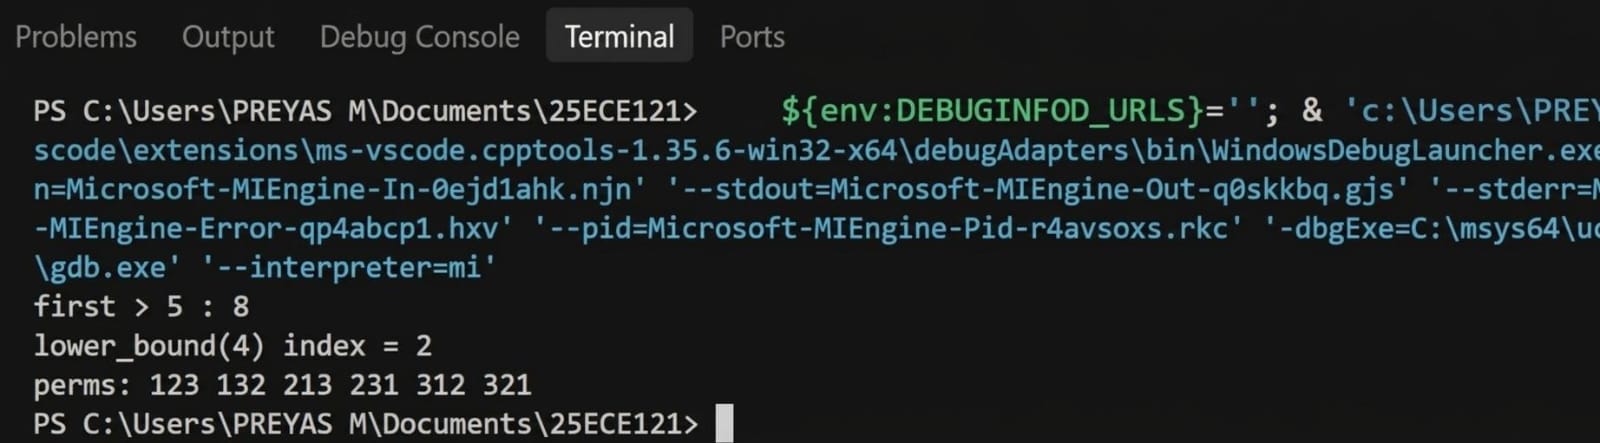 Problems Output Debug Console Terminal Ports
PS C:\Users\PREYAS M\Documents\25ECE121> ${env:DEBUGINFOD_URLS}=''; & 'c:\Users\PREY
scode\extensions\ms-vscode.cpptools-1.35.6-win32-x64\debugAdapters\bin\WindowsDebugLauncher.exe
n=Microsoft-MIEngine-In-0ejd1ahk.njn' '--stdout=Microsoft-MIEngine-Out-q0skkbq.gjs' '--stderr=M
-MIEngine-Error-qp4abcp1.hxv' '--pid=Microsoft-MIEngine-Pid-r4avsoxs.rkc' '-dbgExe=C:\msys64\uc
\gdb.exe' '--interpreter=mi'
first > 5 : 8
lower_bound(4) index = 2
perms: 123 132 213 231 312 321
PS C:\Users\PREYAS M\Documents\25ECE121>